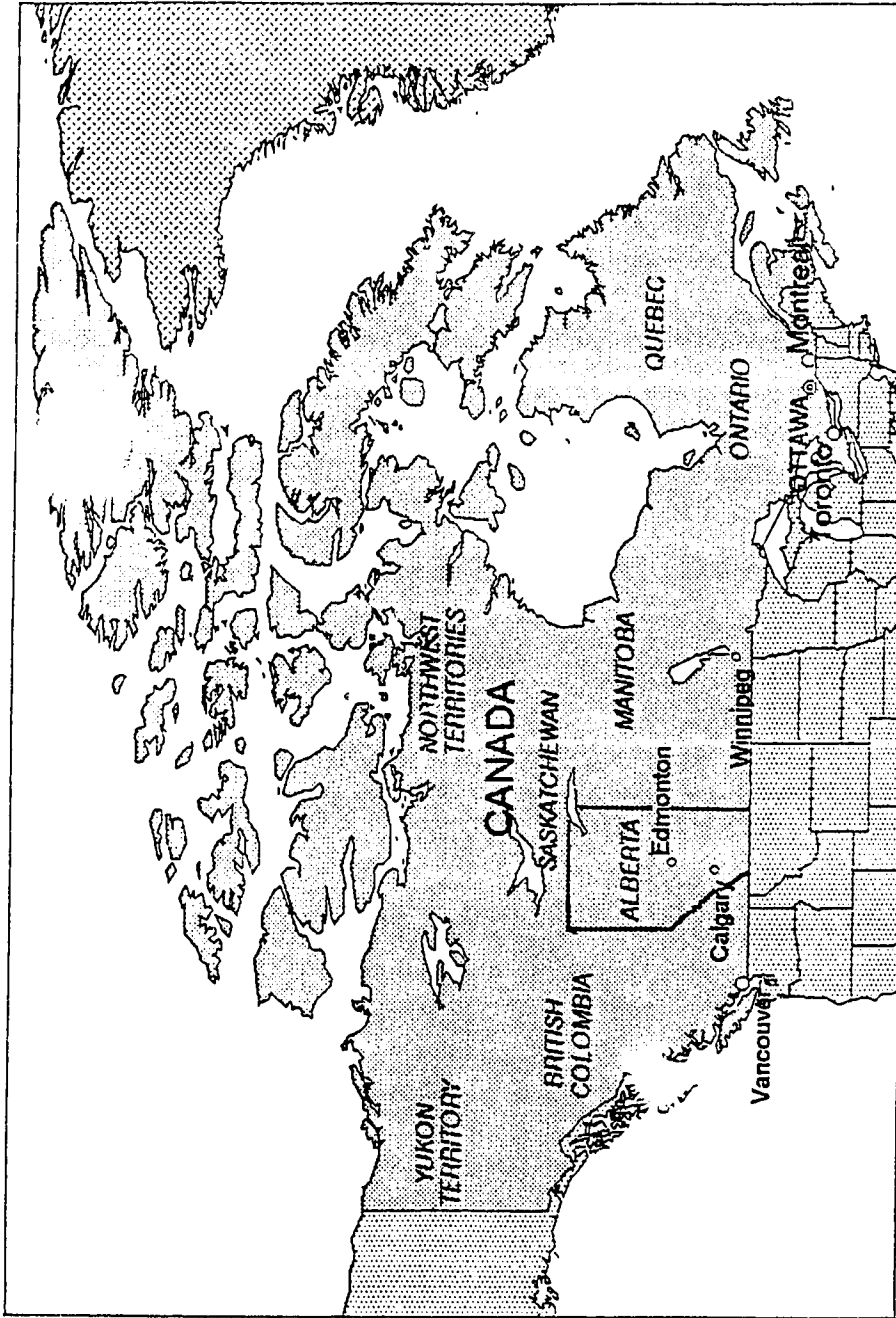 YUKON
TERRITORY
NORTHWEST
TERRITORIES
CANADA
BRITISH
COLOMBIA
ALBERTA
SASKATCHEWAN
MANITOBA
ONTARIO
QUEBEC
Edmonton
Calgary
Vancouver
Winnipeg
OTTAWA
Toronto
Montreal